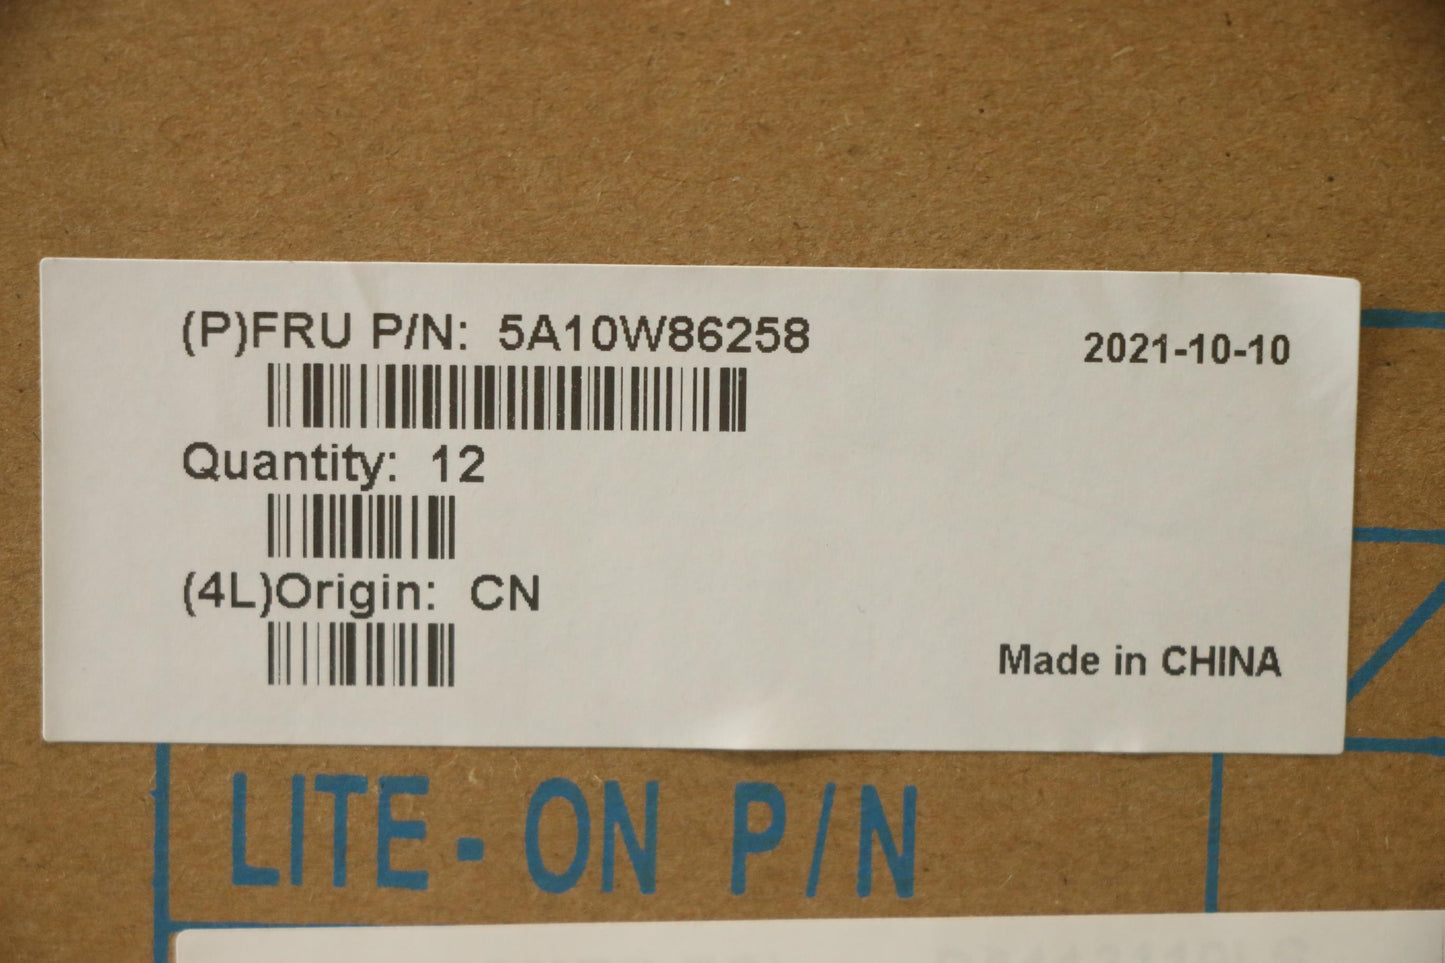 (P)FRU P/N: 5A10W86258
2021-10-10
Quantity: 12
(4L)Origin: CN
Made in CHINA
LITE-ON P/N